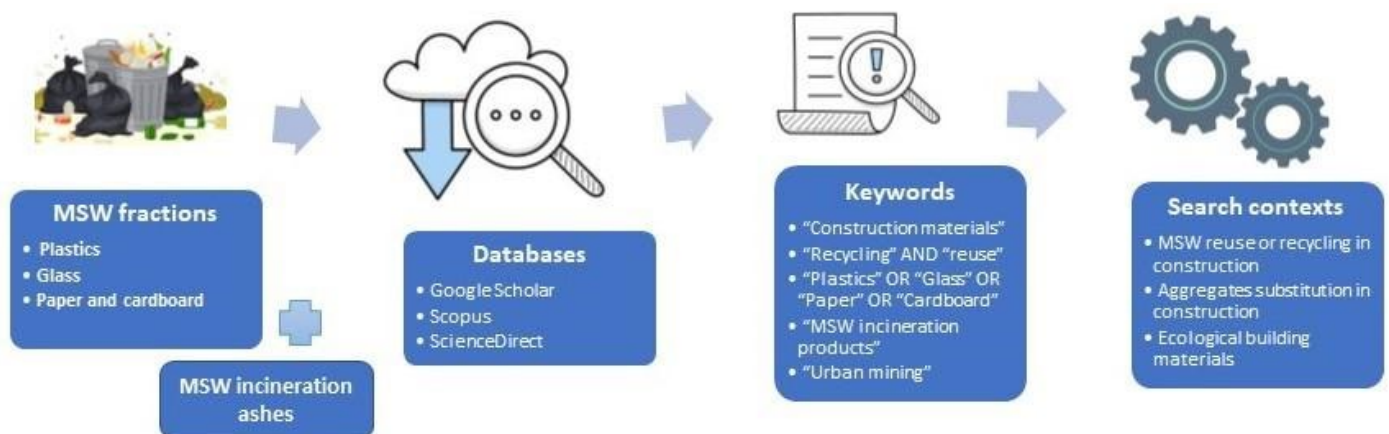 MSW fractions
• Plastics
• Glass
• Paper and cardboard
MSW incineration
ashes
Databases
• Google Scholar
• Scopus
• ScienceDirect
Keywords
• “Construction materials”
• “Recycling” AND “reuse”
• “Plastics” OR “Glass” OR
“Paper” OR “Cardboard”
• “MSW incineration
products”
• “Urban mining”
Search contexts
• MSW reuse or recycling in
construction
• Aggregates substitution in
construction
• Ecological building
materials